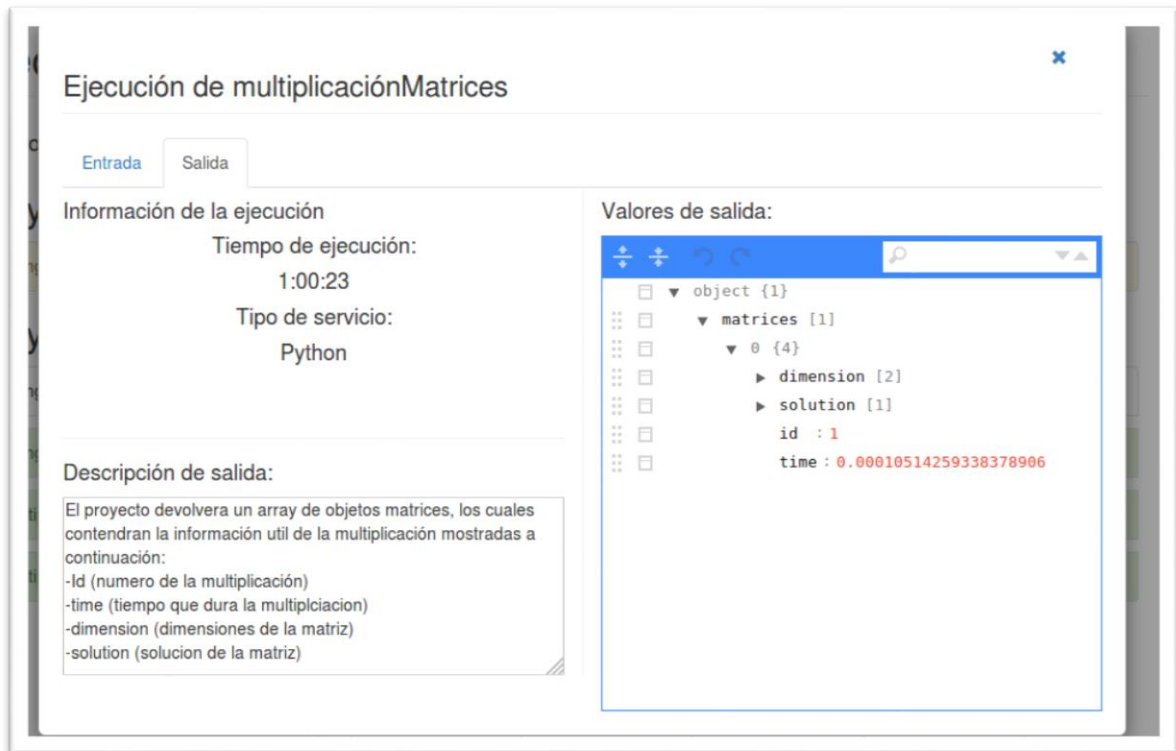 Ejecución de multiplicaciónMatrices
Entrada
Salida
Información de la ejecución
Tiempo de ejecución:
1:00:23
Tipo de servicio:
Python
Descripción de salida:
El proyecto devolvera un array de objetos matrices, los cuales
contendran la información util de la multiplicación mostradas a
continuación:
-Id (numero de la multiplicación)
-time (tiempo que dura la multiplciacion)
-dimension (dimensiones de la matriz)
-solution (solucion de la matriz)
Valores de salida:
object {1}
matrices [1]
0 {4}
dimension [2]
solution [1]
id : 1
time : 0.00010514259338378906